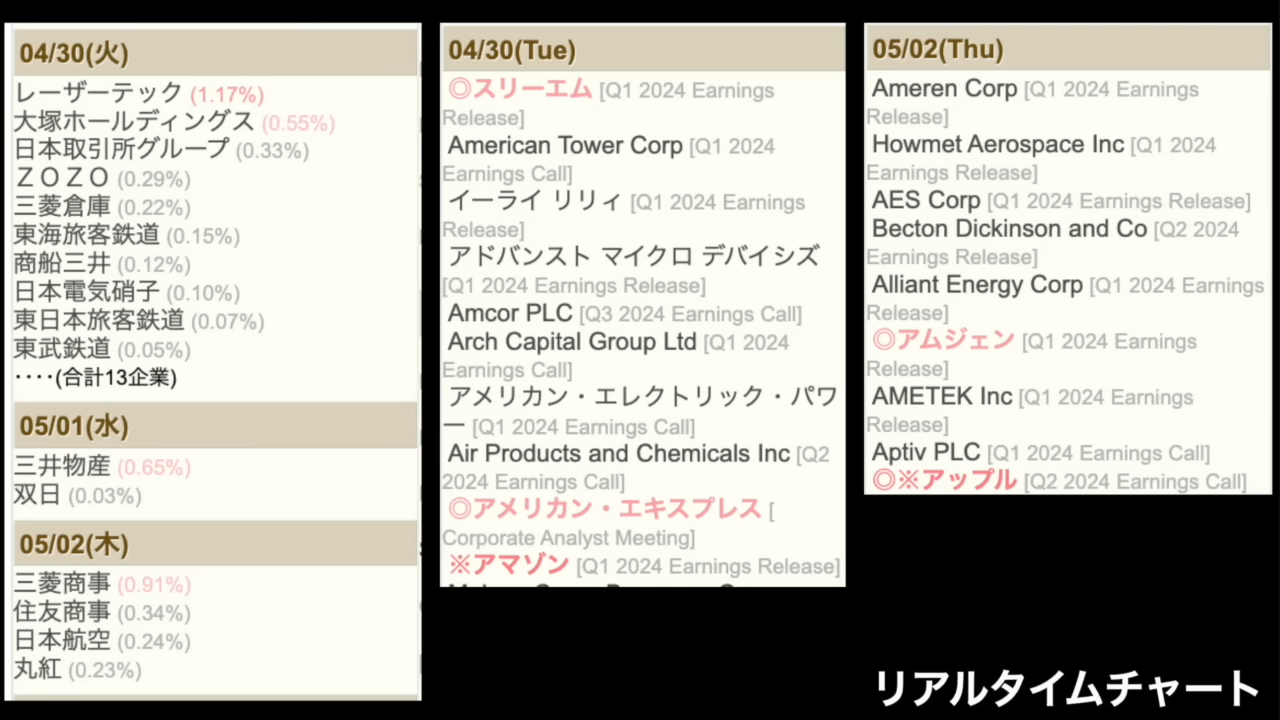 04/30(火)
レーザーテック (1.17%)
大塚ホールディングス (0.55%)
日本取引所グループ (0.33%)
ＺＯＺＯ (0.29%)
三菱倉庫 (0.22%)
東海旅客鉄道 (0.15%)
商船三井 (0.12%)
日本電気硝子 (0.10%)
東日本旅客鉄道 (0.07%)
東武鉄道 (0.05%)
････(合計13企業)
05/01(水)
三井物産 (0.65%)
双日 (0.03%)
05/02(木)
三菱商事 (0.91%)
住友商事 (0.34%)
日本航空 (0.24%)
丸紅 (0.23%)
04/30(Tue)
◎スリーエム [Q1 2024 Earnings
Release]
American Tower Corp [Q1 2024
Earnings Call]
イーライ リリィ [Q1 2024 Earnings
Release]
アドバンスト マイクロ デバイシズ
[Q1 2024 Earnings Release]
Amcor PLC [Q3 2024 Earnings Call]
Arch Capital Group Ltd [Q1 2024
Earnings Call]
アメリカン・エレクトリック・パワ
ー [Q1 2024 Earnings Call]
Air Products and Chemicals Inc [Q2
2024 Earnings Call]
◎アメリカン・エキスプレス [
Corporate Analyst Meeting]
※アマゾン [Q1 2024 Earnings Release]
05/02(Thu)
Ameren Corp [Q1 2024 Earnings
Release]
Howmet Aerospace Inc [Q1 2024
Earnings Release]
AES Corp [Q1 2024 Earnings Release]
Becton Dickinson and Co [Q2 2024
Earnings Release]
Alliant Energy Corp [Q1 2024 Earnings
Release]
◎アムジェン [Q1 2024 Earnings
Release]
AMETEK Inc [Q1 2024 Earnings
Release]
Aptiv PLC [Q1 2024 Earnings Call]
◎※アップル [Q2 2024 Earnings Call]
リアルタイムチャート